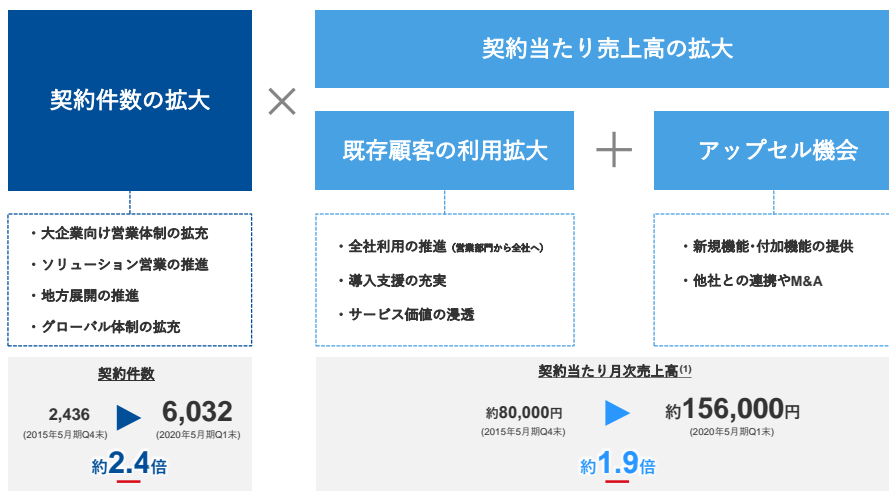 契約件数の拡大
×
契約当たり売上高の拡大
既存顧客の利用拡大
＋
アップセル機会
・大企業向け営業体制の拡充
・ソリューション営業の推進
・地方展開の推進
・グローバル体制の拡充
・全社利用の推進（営業部門から全社へ）
・導入支援の充実
・サービス価値の浸透
・新規機能・付加機能の提供
・他社との連携やM&A
契約件数
2,436
(2015年5月期Q4末)
6,032
(2020年5月期Q1末)
約2.4倍
契約当たり月次売上高(1)
約80,000円
(2015年5月期Q4末)
約156,000円
(2020年5月期Q1末)
約1.9倍